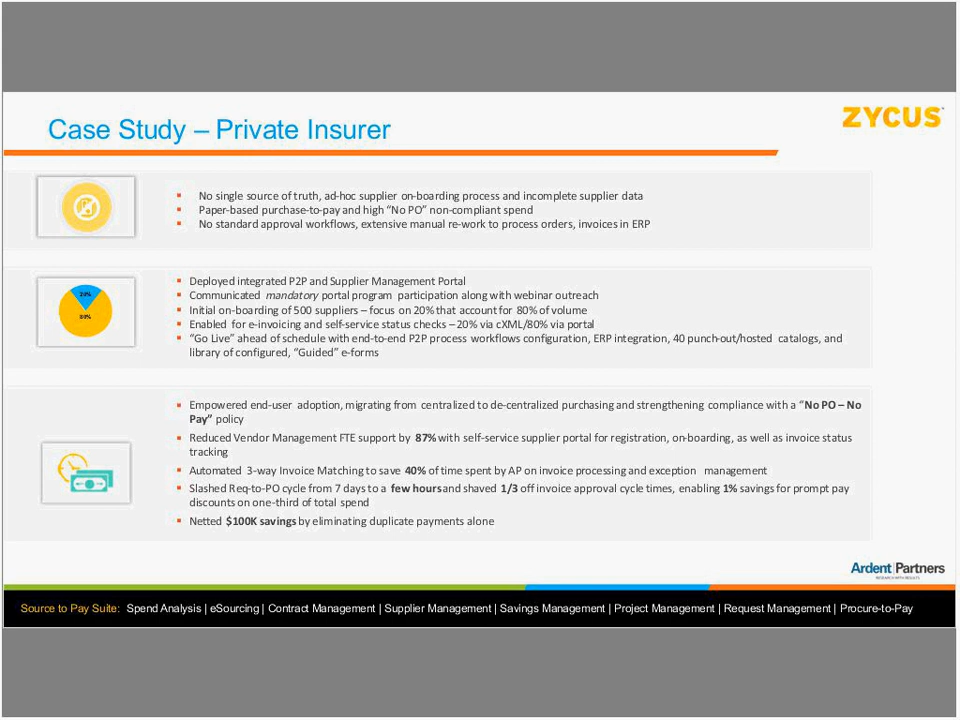 Case Study – Private Insurer
ZYCUS
▪ No single source of truth, ad-hoc supplier on-boarding process and incomplete supplier data
▪ Paper-based purchase-to-pay and high “No PO” non-compliant spend
▪ No standard approval workflows, extensive manual re-work to process orders, invoices in ERP
20%
80%
▪ Deployed integrated P2P and Supplier Management Portal
▪ Communicated mandatory portal program participation along with webinar outreach
▪ Initial on-boarding of 500 suppliers – focus on 20% that account for 80% of volume
▪ Enabled for e-invoicing and self-service status checks – 20% via cXML/80% via portal
▪ “Go Live” ahead of schedule with end-to-end P2P process workflows configuration, ERP integration, 40 punch-out/hosted catalogs, and
library of configured, “Guided” e-forms
▪ Empowered end-user adoption, migrating from centralized to de-centralized purchasing and strengthening compliance with a “No PO – No
Pay” policy
▪ Reduced Vendor Management FTE support by 87% with self-service supplier portal for registration, on-boarding, as well as invoice status
tracking
▪ Automated 3-way Invoice Matching to save 40% of time spent by AP on invoice processing and exception management
▪ Slashed Req-to-PO cycle from 7 days to a few hours and shaved 1/3 off invoice approval cycle times, enabling 1% savings for prompt pay
discounts on one-third of total spend
▪ Netted $100K savings by eliminating duplicate payments alone
Ardent|Partners
RESEARCH WITH RESULTS
Source to Pay Suite: Spend Analysis | eSourcing | Contract Management | Supplier Management | Savings Management | Project Management | Request Management | Procure-to-Pay